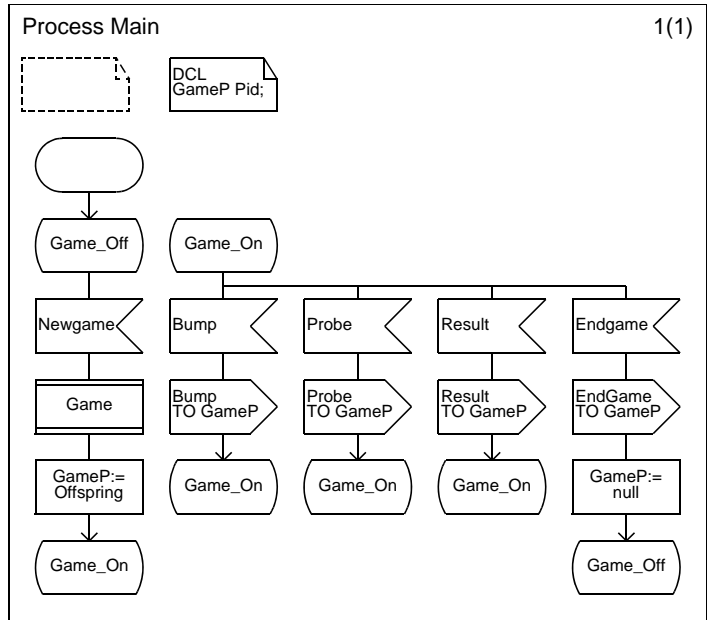 Process Main
1(1)
DCL
GameP Pid;
Game_Off
Game_On
Newgame
Bump
Probe
Result
Endgame
Game
Bump
TO GameP
Probe
TO GameP
Result
TO GameP
EndGame
TO GameP
GameP:=
Offspring
Game_On
Game_On
Game_On
GameP:=
null
Game_On
Game_Off